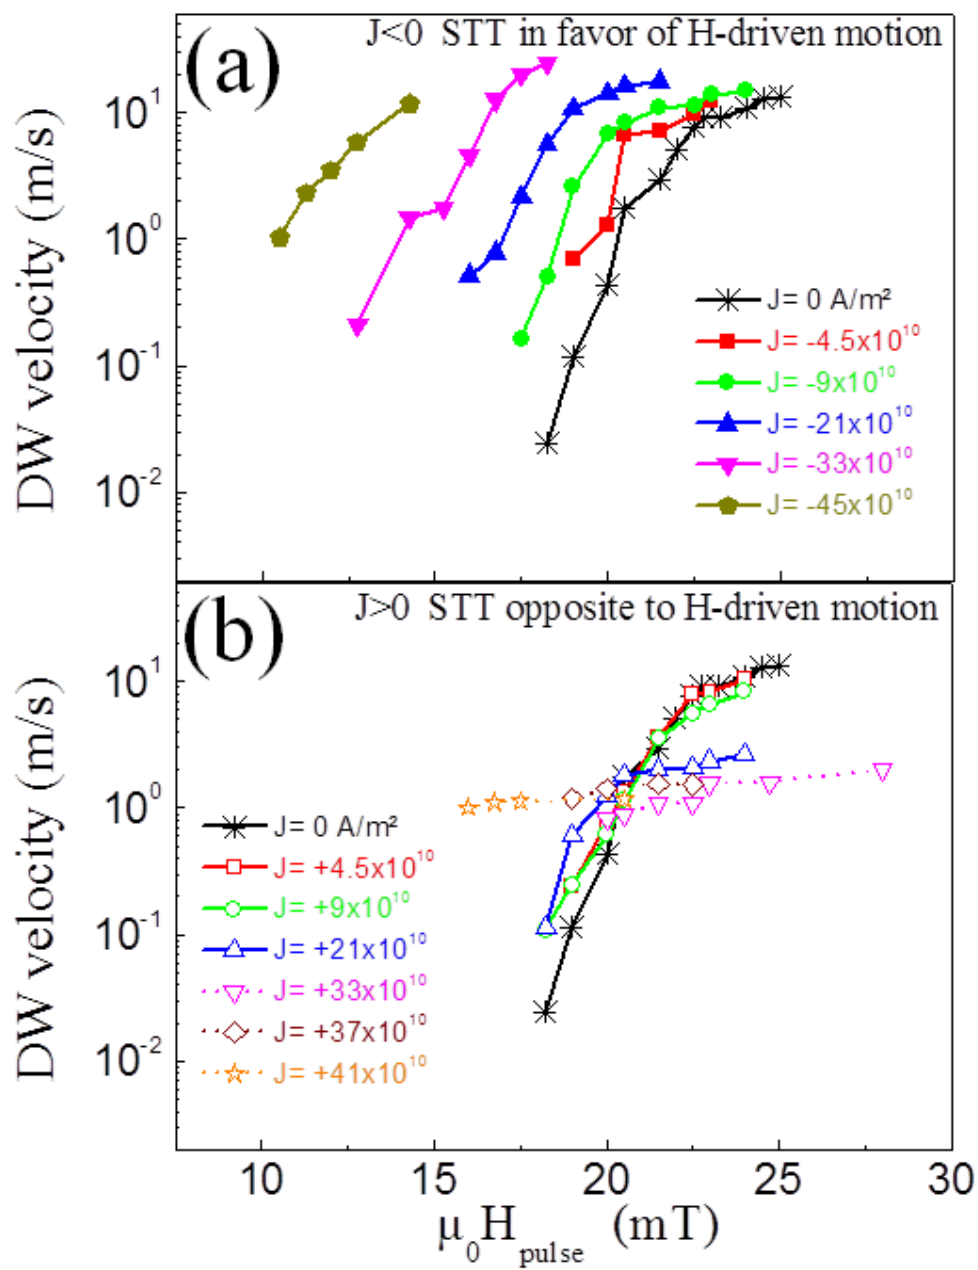 (a)
J<0 STT in favor of H-driven motion
DW velocity (m/s)
10¹
10⁰
10⁻¹
10⁻²
J= 0 A/m²
J= -4.5x10¹⁰
J= -9x10¹⁰
J= -21x10¹⁰
J= -33x10¹⁰
J= -45x10¹⁰
(b)
J>0 STT opposite to H-driven motion
DW velocity (m/s)
10¹
10⁰
10⁻¹
10⁻²
J= 0 A/m²
J= +4.5x10¹⁰
J= +9x10¹⁰
J= +21x10¹⁰
J= +33x10¹⁰
J= +37x10¹⁰
J= +41x10¹⁰
10 15 20 25 30
μ₀H_pulse (mT)